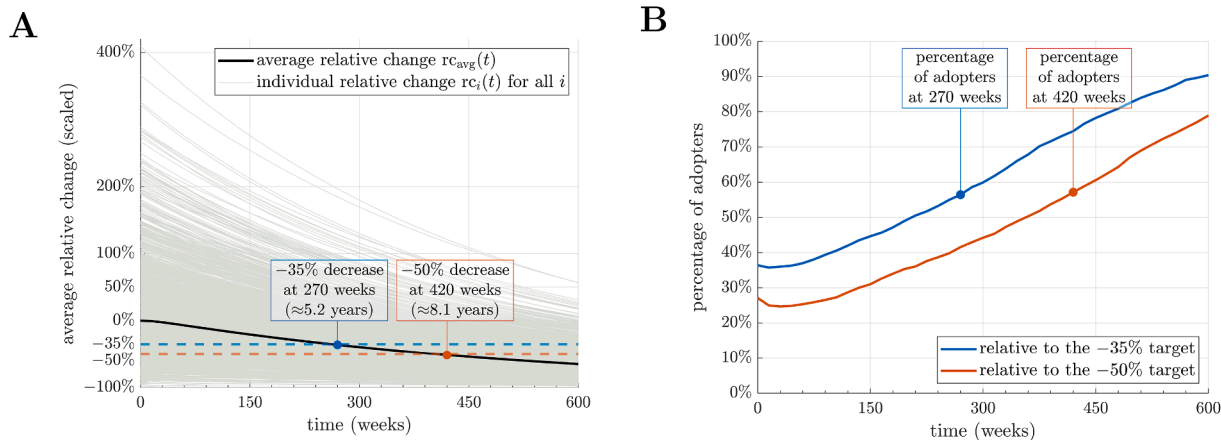 A
average relative change (scaled)
400%
200%
100%
50%
0%
−35%
−50%
−100%
average relative change rc_avg(t)
individual relative change rc_i(t) for all i
−35% decrease
at 270 weeks
(≈5.2 years)
−50% decrease
at 420 weeks
(≈8.1 years)
0
150
300
450
600
time (weeks)
B
percentage of adopters
100%
90%
80%
70%
60%
50%
40%
30%
20%
10%
0%
percentage
of adopters
at 270 weeks
percentage
of adopters
at 420 weeks
relative to the −35% target
relative to the −50% target
0
150
300
450
600
time (weeks)